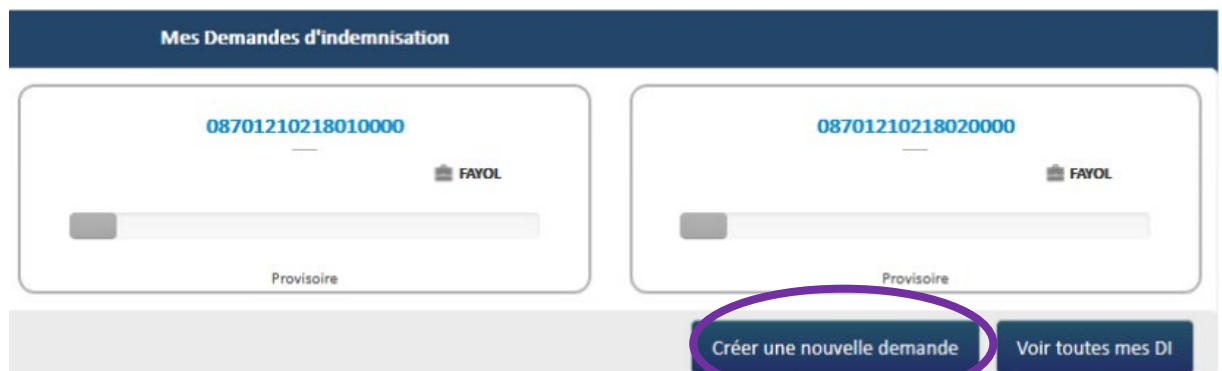 Mes Demandes d'indemnisation
08701210218010000
FAYOL
Provisoire
08701210218020000
FAYOL
Provisoire
Créer une nouvelle demande
Voir toutes mes DI